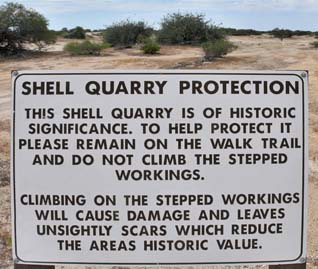 SHELL QUARRY PROTECTION
THIS SHELL QUARRY IS OF HISTORIC
SIGNIFICANCE. TO HELP PROTECT IT
PLEASE REMAIN ON THE WALK TRAIL
AND DO NOT CLIMB THE STEPPED
WORKINGS.
CLIMBING ON THE STEPPED WORKINGS
WILL CAUSE DAMAGE AND LEAVES
UNSIGHTLY SCARS WHICH REDUCE
THE AREAS HISTORIC VALUE.